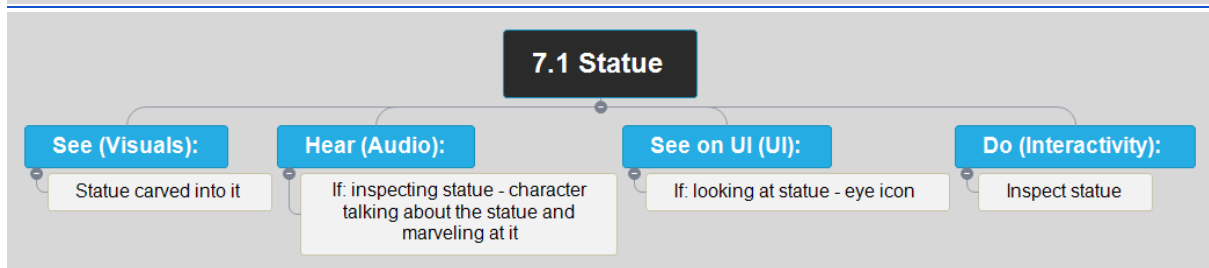 7.1 Statue
See (Visuals):
Statue carved into it
Hear (Audio):
If: inspecting statue - character
talking about the statue and
marveling at it
See on UI (UI):
If: looking at statue - eye icon
Do (Interactivity):
Inspect statue